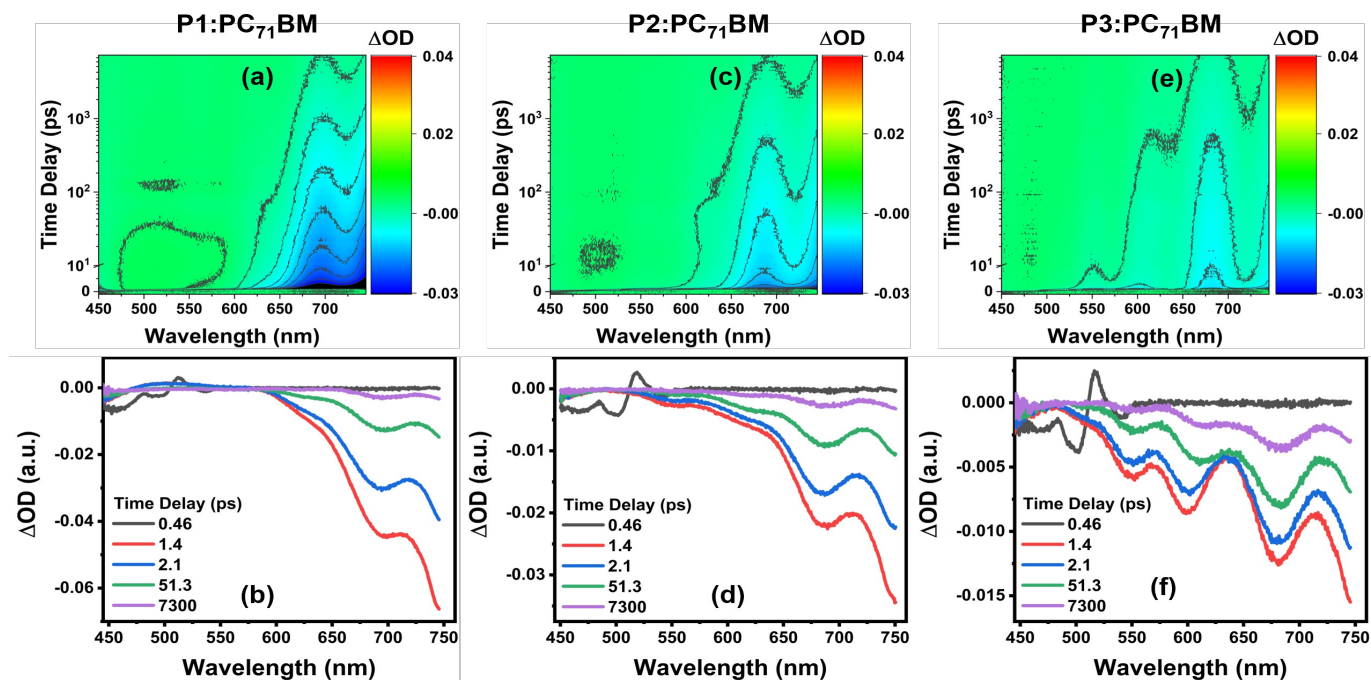 P1:PC₇₁BM
ΔOD
0.04
0.02
-0.00
-0.02
-0.03
(a)
Time Delay (ps)
10³
10²
10¹
0
450 500 550 600 650 700
Wavelength (nm)
P2:PC₇₁BM
ΔOD
0.04
0.02
-0.00
-0.02
-0.03
(c)
Time Delay (ps)
10³
10²
10¹
0
450 500 550 600 650 700
Wavelength (nm)
P3:PC₇₁BM
ΔOD
0.04
0.02
-0.00
-0.02
-0.03
(e)
Time Delay (ps)
10³
10²
10¹
0
450 500 550 600 650 700
Wavelength (nm)
ΔOD (a.u.)
0.00
-0.02
-0.04
-0.06
Time Delay (ps)
0.46
1.4
2.1
51.3
7300
(b)
450 500 550 600 650 700 750
Wavelength (nm)
ΔOD (a.u.)
0.00
-0.01
-0.02
-0.03
Time Delay (ps)
0.46
1.4
2.1
51.3
7300
(d)
450 500 550 600 650 700 750
Wavelength (nm)
ΔOD (a.u.)
0.000
-0.005
-0.010
-0.015
Time Delay (ps)
0.46
1.4
2.1
51.3
7300
(f)
450 500 550 600 650 700 750
Wavelength (nm)